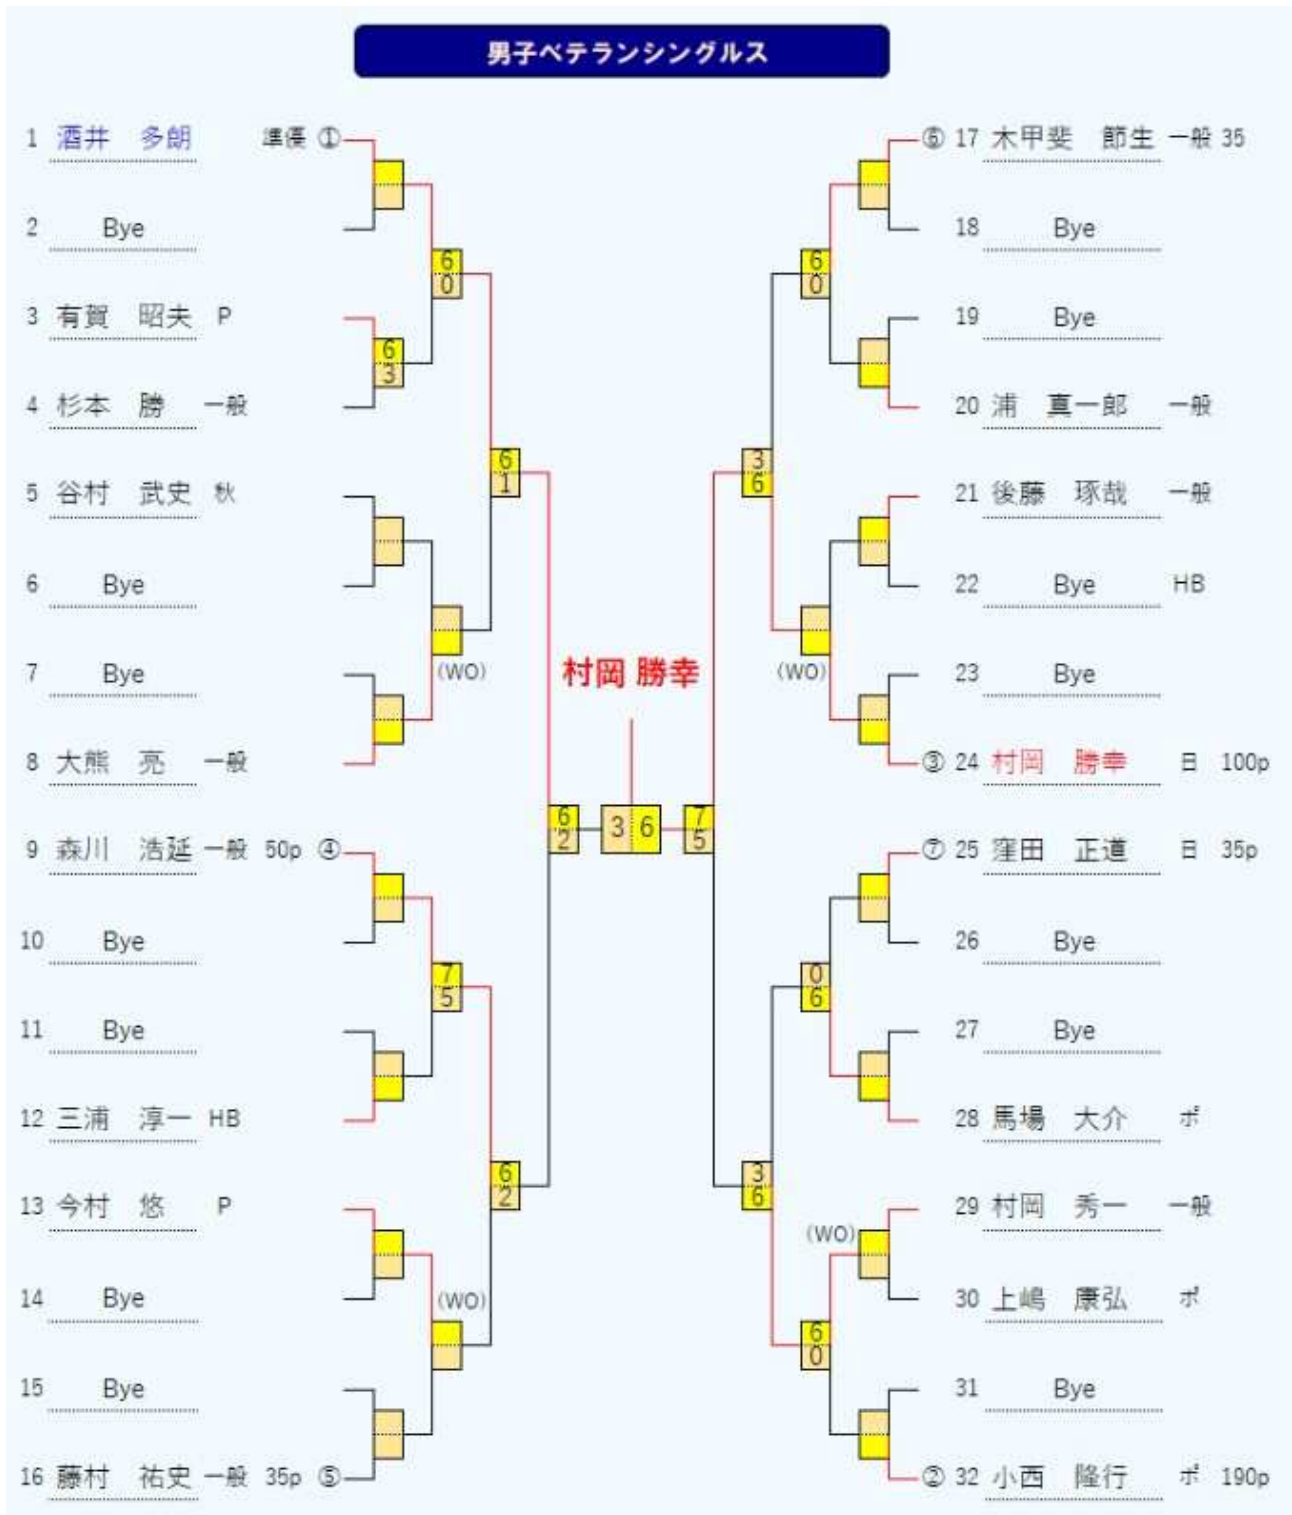 男子ベテランシングルス
1 酒井 多朗 準優 ①
2 Bye
3 有賀 昭夫 P
4 杉本 勝 一般
5 谷村 武史 秋
6 Bye
7 Bye
8 大熊 亮 一般
9 森川 浩延 一般 50p ④
10 Bye
11 Bye
12 三浦 淳一 HB
13 今村 悠 P
14 Bye
15 Bye
16 藤村 祐史 一般 35p ⑤
6
3
6
0
(WO)
7
5
(WO)
6
1
6
2
6
2
村岡 勝幸
3 6
7
5
3
6
3
6
6
0
(WO)
0
6
(WO)
6
0
⑥ 17 木甲斐 節生 一般 35
18 Bye
19 Bye
20 浦 真一郎 一般
21 後藤 琢哉 一般
22 Bye HB
23 Bye
③ 24 村岡 勝幸 日 100p
⑦ 25 窪田 正道 日 35p
26 Bye
27 Bye
28 馬場 大介 ポ
29 村岡 秀一 一般
30 上嶋 康弘 ポ
31 Bye
② 32 小西 隆行 ポ 190p